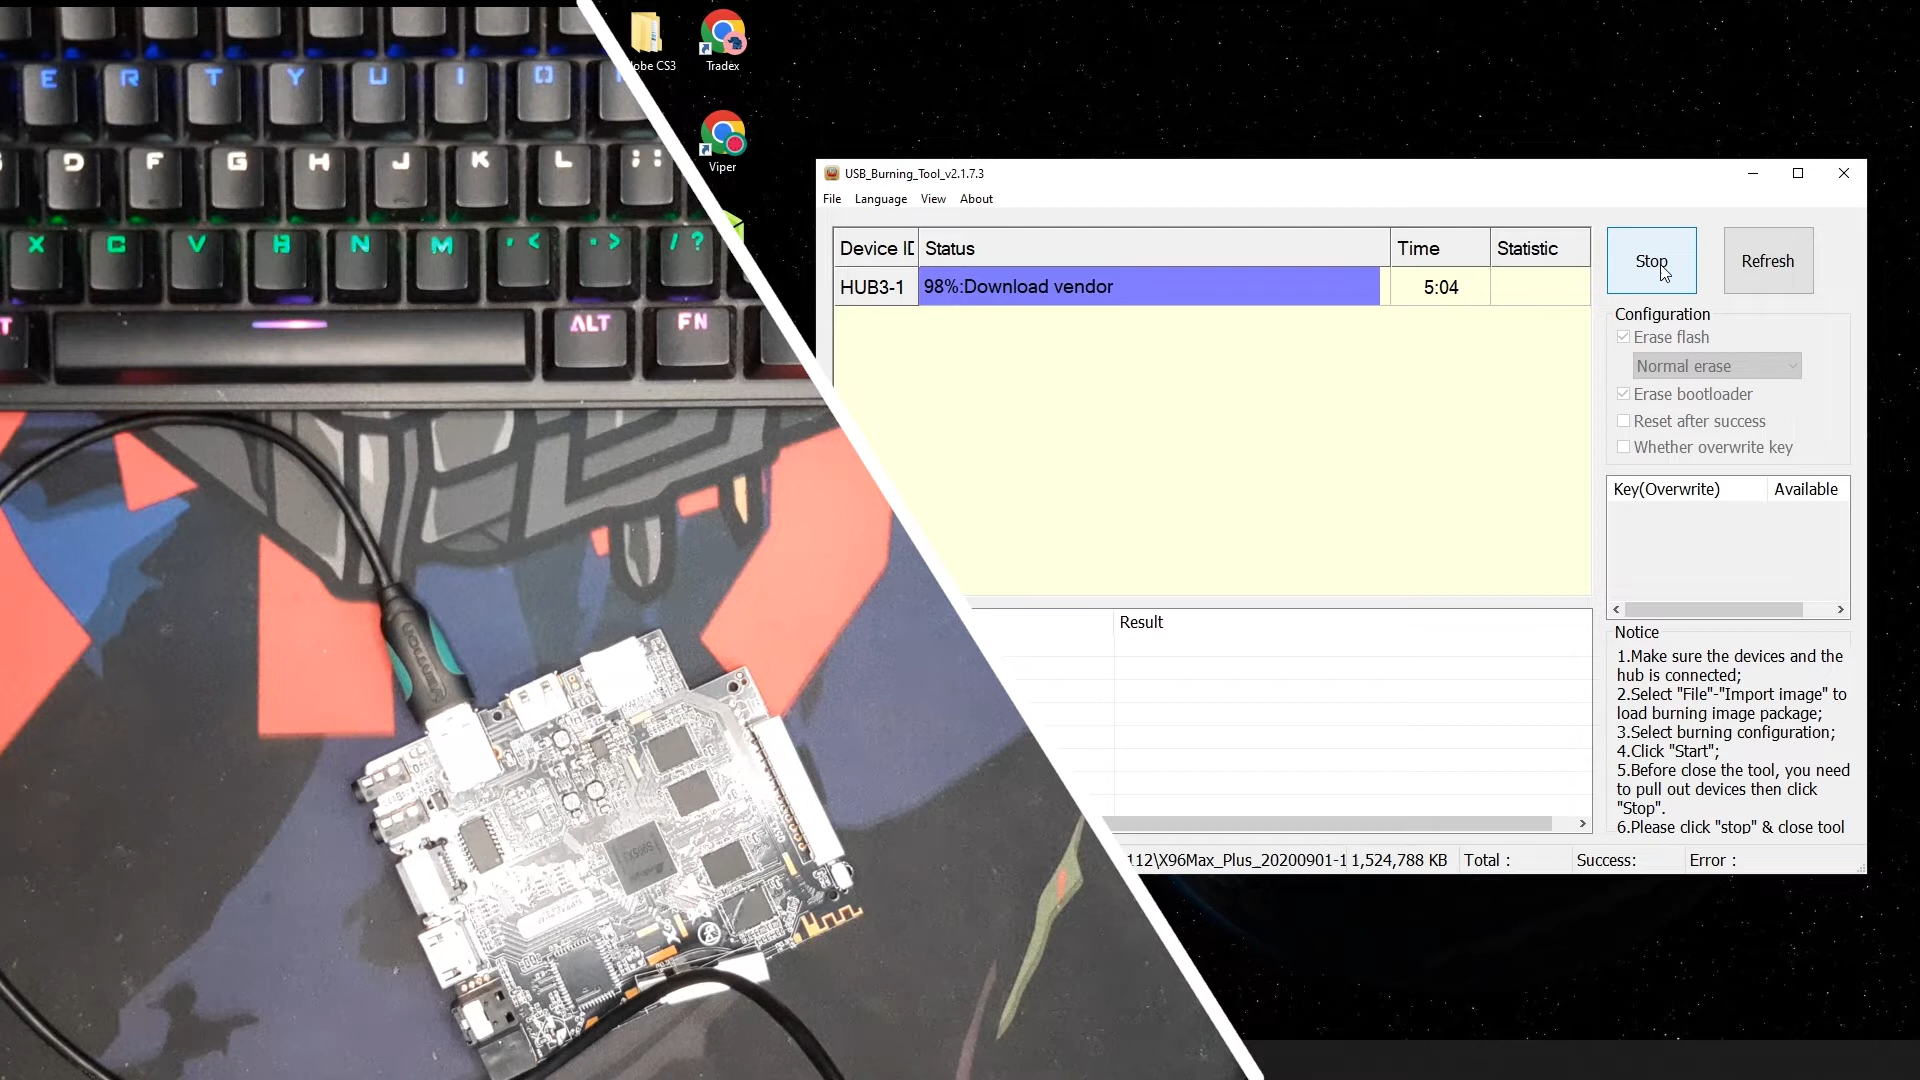 E R T Y U I O
D F G H J K L ; :
X C V B N M , < . > / ?
ALT FN
obe CS3
Tradex
Viper
USB_Burning_Tool_v2.1.7.3
File Language View About
Device ID Status Time Statistic
HUB3-1 98%:Download vendor 5:04
Stop Refresh
Configuration
Erase flash
Normal erase
Erase bootloader
Reset after success
Whether overwrite key
Key(Overwrite) Available
Result
Notice
1.Make sure the devices and the
hub is connected;
2.Select "File"-"Import image" to
load burning image package;
3.Select burning configuration;
4.Click "Start";
5.Before close the tool, you need
to pull out devices then click
"Stop".
6.Please click "stop" & close tool
112\X96Max_Plus_20200901-1 1,524,788 KB Total : Success: Error :